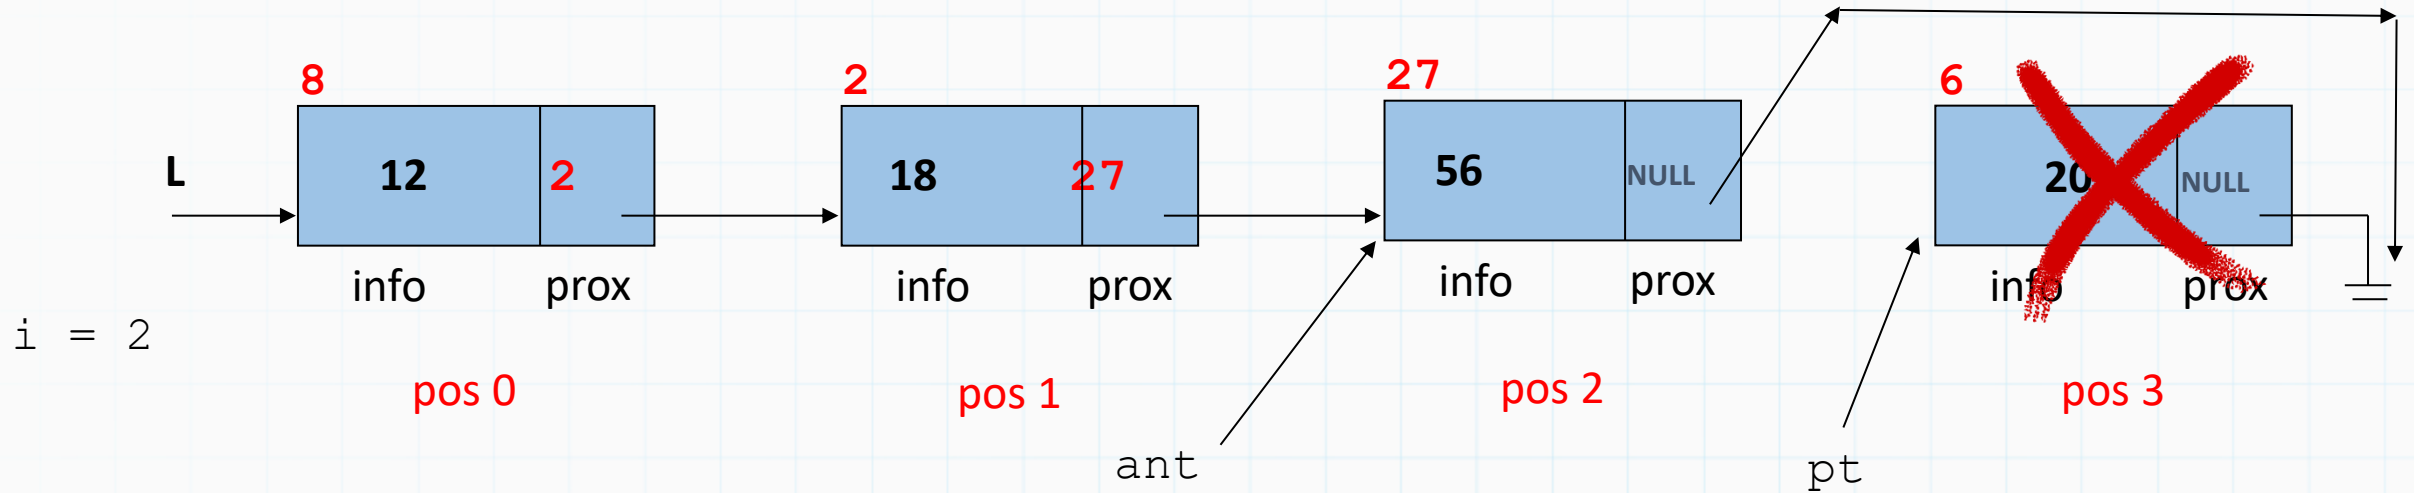 8 2 27 6
L 12 2 18 27 56 NULL 20 NULL
info prox info prox info prox info prox
i = 2
pos 0 pos 1 pos 2 pos 3
ant pt